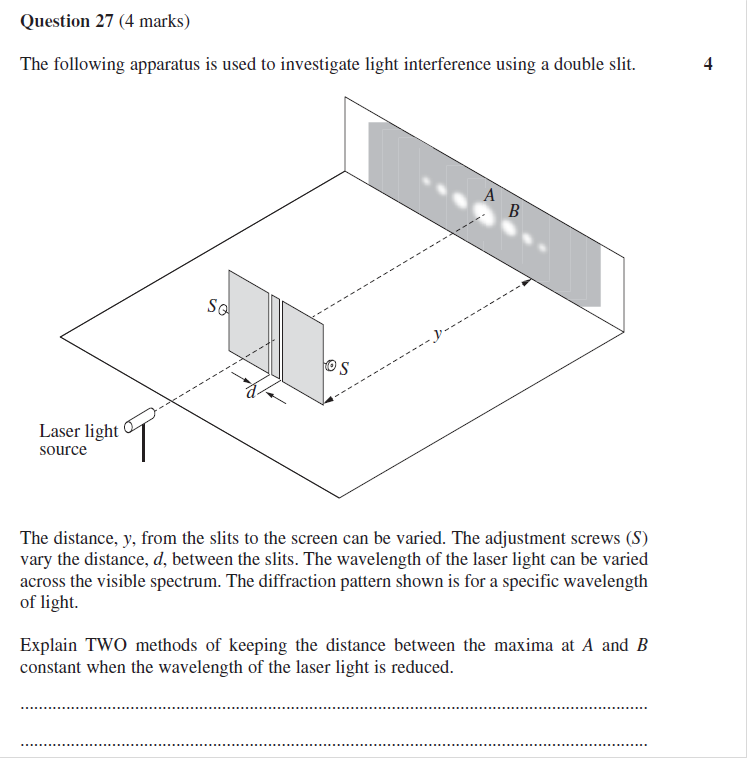 Question 27 (4 marks)
The following apparatus is used to investigate light interference using a double slit. 4
A
B
S
y
S
d
Laser light
source
The distance, y, from the slits to the screen can be varied. The adjustment screws (S)
vary the distance, d, between the slits. The wavelength of the laser light can be varied
across the visible spectrum. The diffraction pattern shown is for a specific wavelength
of light.
Explain TWO methods of keeping the distance between the maxima at A and B
constant when the wavelength of the laser light is reduced.